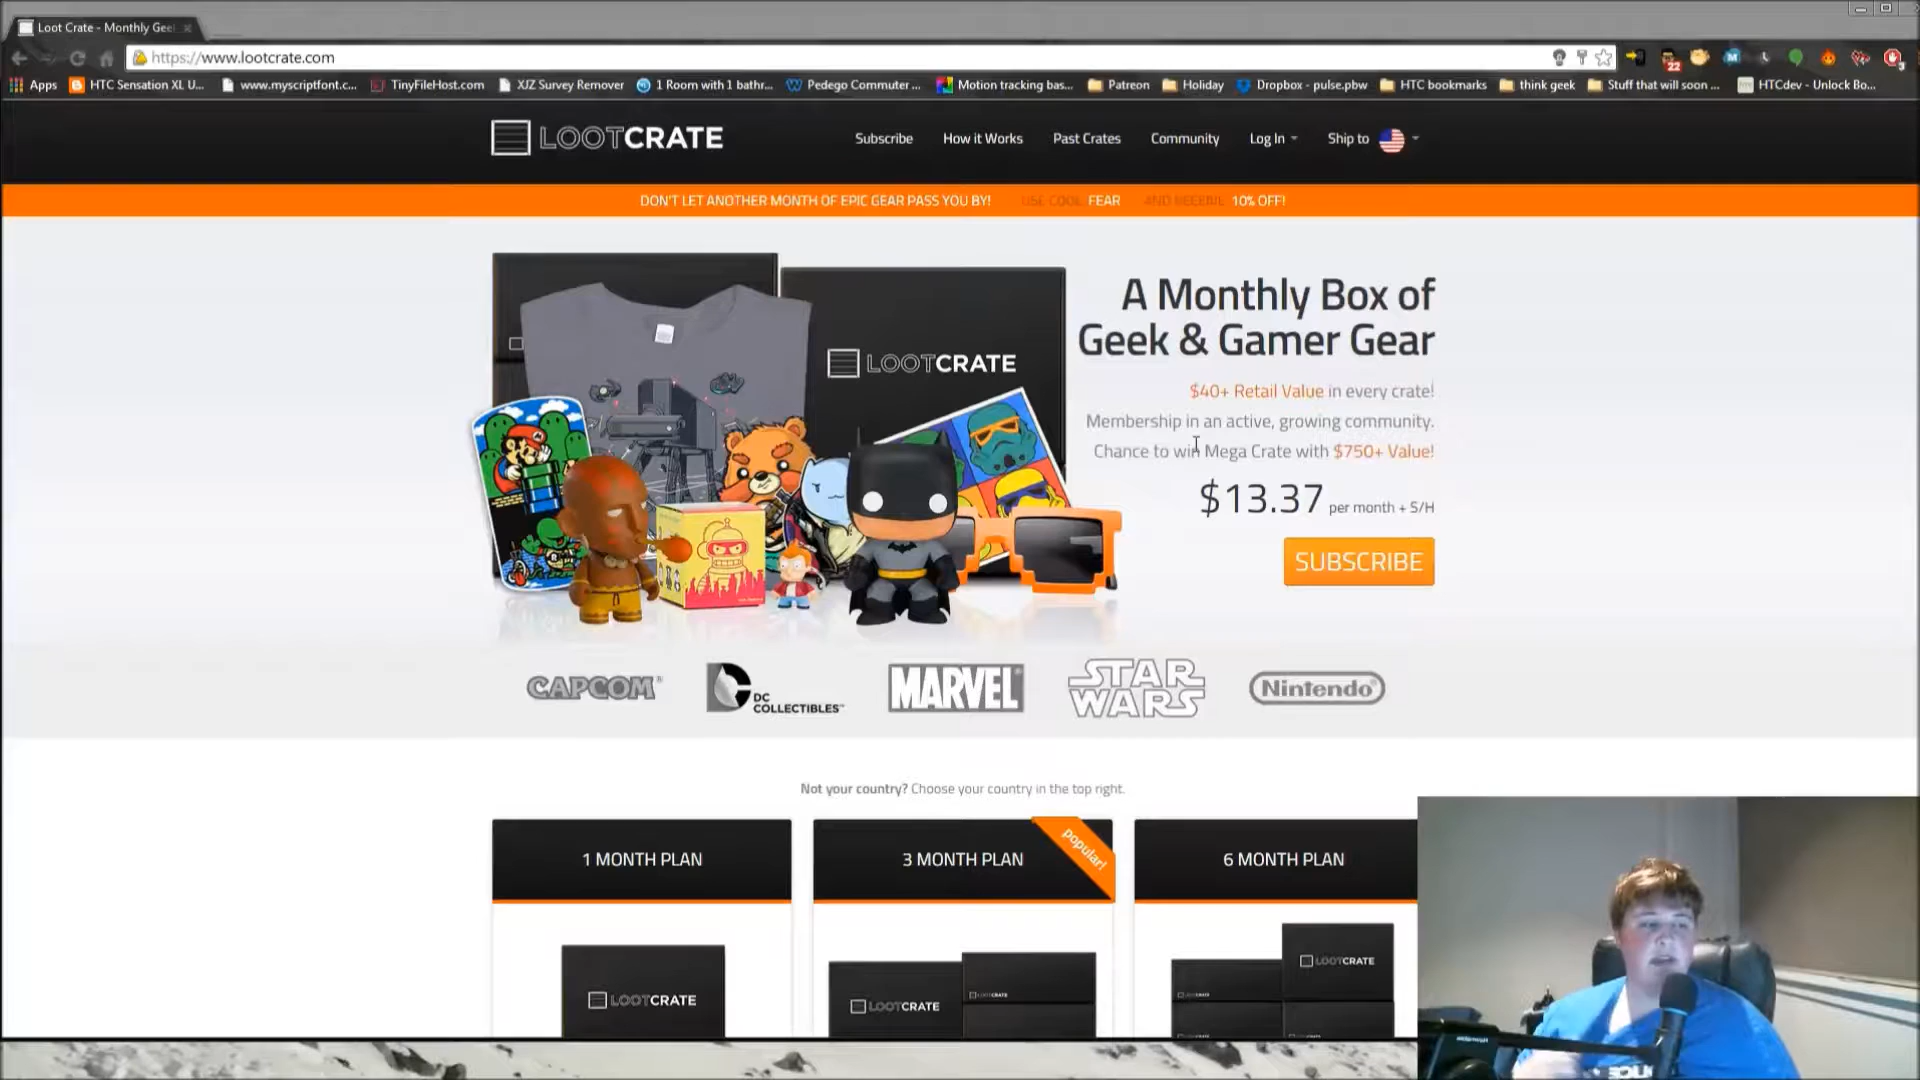 Loot Crate - Monthly Gee
https://www.lootcrate.com
Apps HTC Sensation XL U... www.myscriptfont.c... TinyFileHost.com XJZ Survey Remover 1 Room with 1 bathr... Pedego Commuter ... Motion tracking bas... Patreon Holiday Dropbox - pulse.pbw HTC bookmarks think geek Stuff that will soon ... HTCdev - Unlock Bo...
22
3
LOOTCRATE
Subscribe How it Works Past Crates Community Log In Ship to
DON'T LET ANOTHER MONTH OF EPIC GEAR PASS YOU BY! USE CODE FEAR AND RECEIVE 10% OFF!
LOOTCRATE
A Monthly Box of
Geek & Gamer Gear
$40+ Retail Value in every crate!
Membership in an active, growing community.
Chance to win Mega Crate with $750+ Value!
$13.37 per month + S/H
SUBSCRIBE
CAPCOM DC COLLECTIBLES MARVEL STAR WARS Nintendo
Not your country? Choose your country in the top right.
1 MONTH PLAN
3 MONTH PLAN
popular!
6 MONTH PLAN
LOOTCRATE
LOOTCRATE
LOOTCRATE
LOOTCRATE
LOOTCRATE